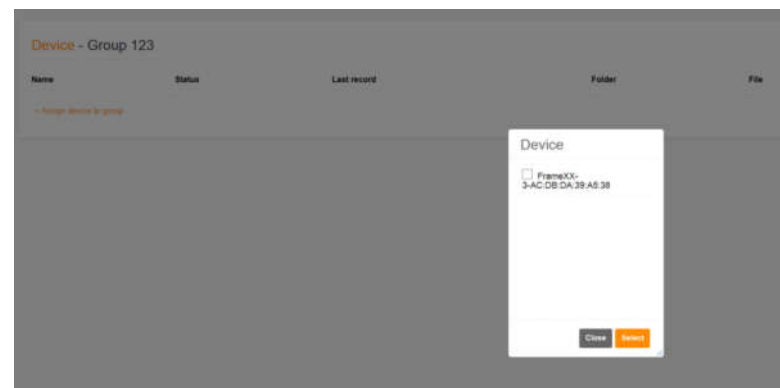 Device - Group 123
Name Status Last record Folder File
+ Assign device to group
Device
FrameXX-
3-AC:DB:DA:39:A5:38
Close Select